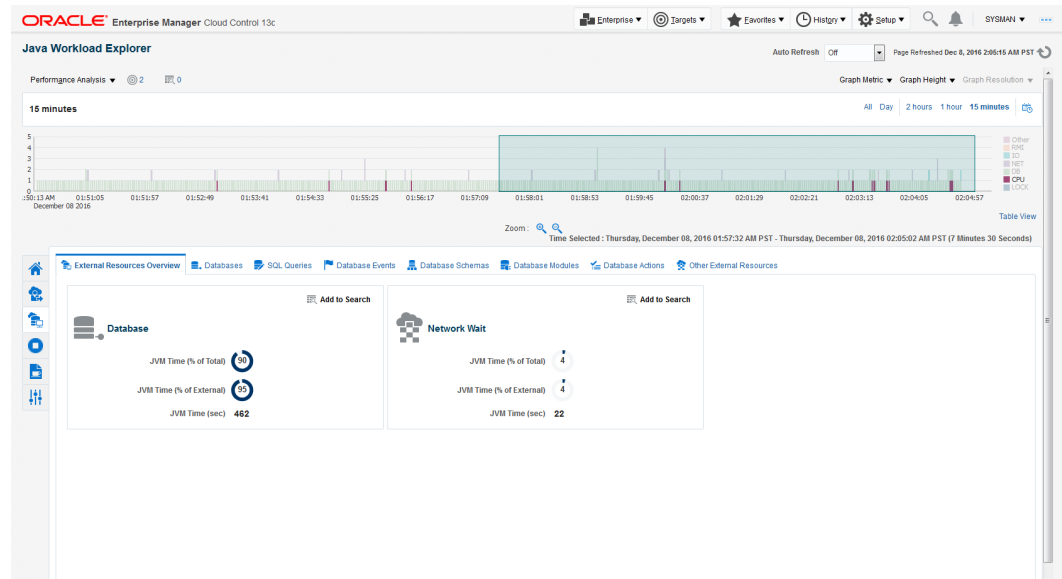 ORACLE Enterprise Manager Cloud Control 13c
Enterprise Targets Favorites History Setup SYSMAN
Java Workload Explorer
Auto Refresh Off Page Refreshed Dec 8, 2016 2:05:15 AM PST
Performance Analysis 2 0
Graph Metric Graph Height Graph Resolution
15 minutes
All Day 2 hours 1 hour 15 minutes
5
4
3
2
1
0
Other
RMI
IO
NET
DB
CPU
LOCK
:50:13 AM 01:51:05 01:51:57 01:52:49 01:53:41 01:54:33 01:55:25 01:56:17 01:57:09 01:58:01 01:58:53 01:59:45 02:00:37 02:01:29 02:02:21 02:03:13 02:04:05 02:04:57
December 08 2016
Table View
Zoom:
Time Selected : Thursday, December 08, 2016 01:57:32 AM PST - Thursday, December 08, 2016 02:05:02 AM PST (7 Minutes 30 Seconds)
External Resources Overview Databases SQL Queries Database Events Database Schemas Database Modules Database Actions Other External Resources
Add to Search
Database
JVM Time (% of Total) 90
JVM Time (% of External) 95
JVM Time (sec) 462
Add to Search
Network Wait
JVM Time (% of Total) 4
JVM Time (% of External) 4
JVM Time (sec) 22